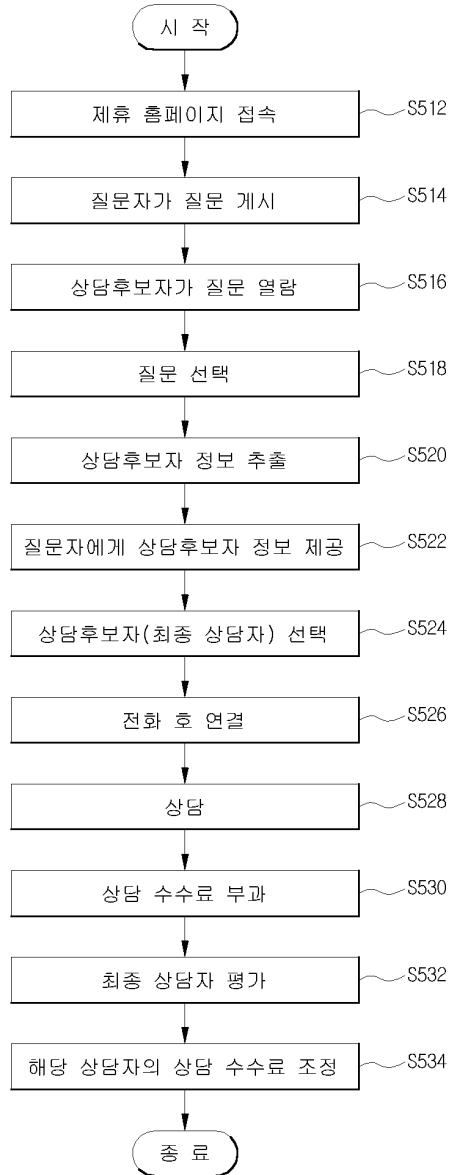 시 작
제휴 홈페이지 접속
S512
질문자가 질문 게시
S514
상담후보자가 질문 열람
S516
질문 선택
S518
상담후보자 정보 추출
S520
질문자에게 상담후보자 정보 제공
S522
상담후보자(최종 상담자) 선택
S524
전화 호 연결
S526
상담
S528
상담 수수료 부과
S530
최종 상담자 평가
S532
해당 상담자의 상담 수수료 조정
S534
종 료